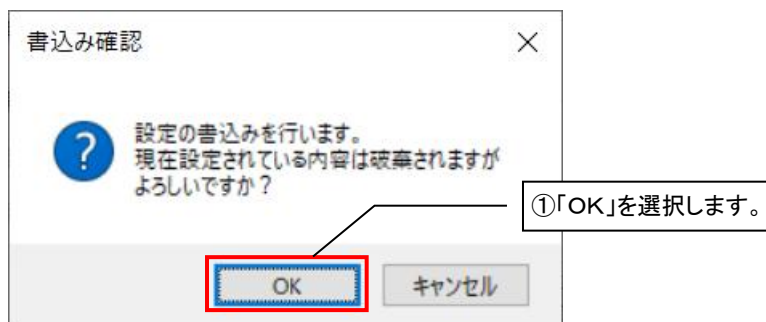 書込み確認
設定の書込みを行います。
現在設定されている内容は破棄されますが
よろしいですか？
①「OK」を選択します。
OK
キャンセル